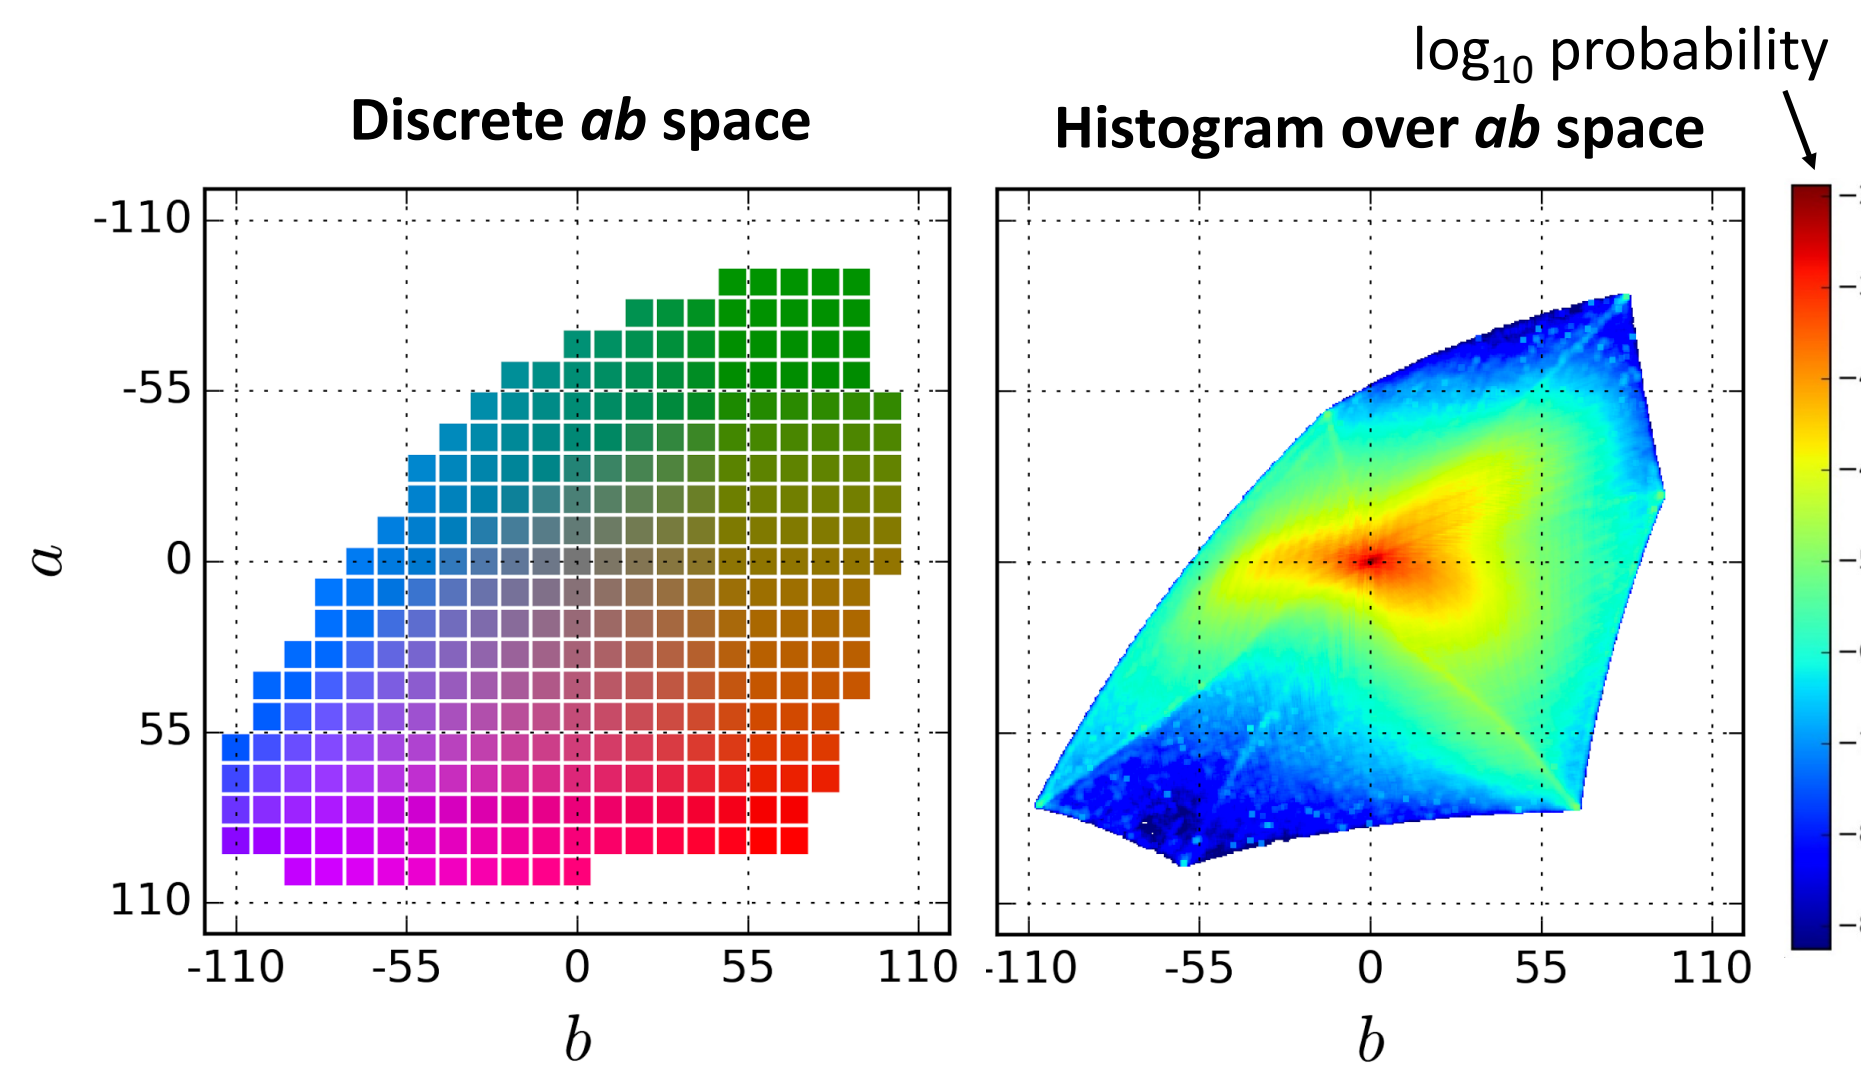 log10 probability
Discrete ab space
Histogram over ab space
-110
-55
0
55
110
a
-110 -55 0 55 110
b
-110 -55 0 55 110
b